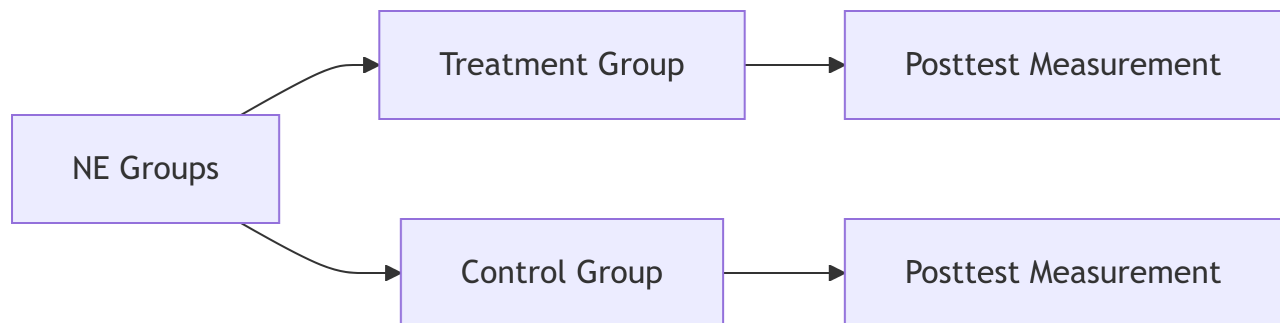 NE Groups
Treatment Group
Posttest Measurement
Control Group
Posttest Measurement